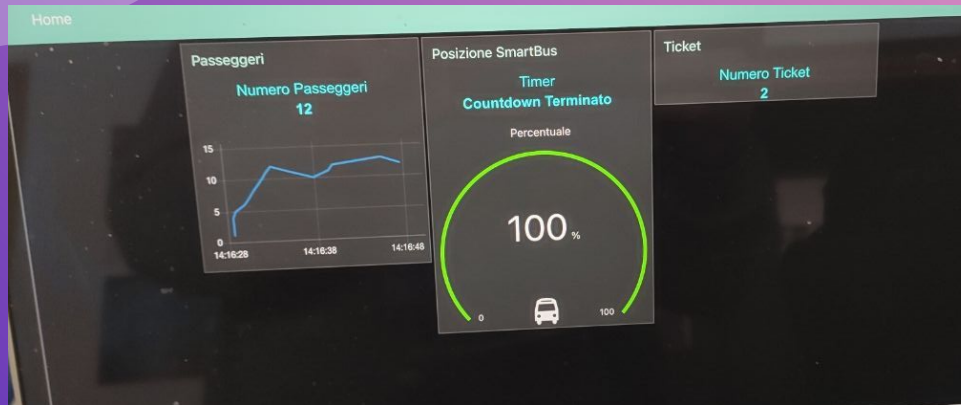 Home
Passeggeri
Numero Passeggeri
12
15
10
5
0
14:16:28
14:16:38
14:16:48
Posizione SmartBus
Timer
Countdown Terminato
Percentuale
100 %
0
100
Ticket
Numero Ticket
2